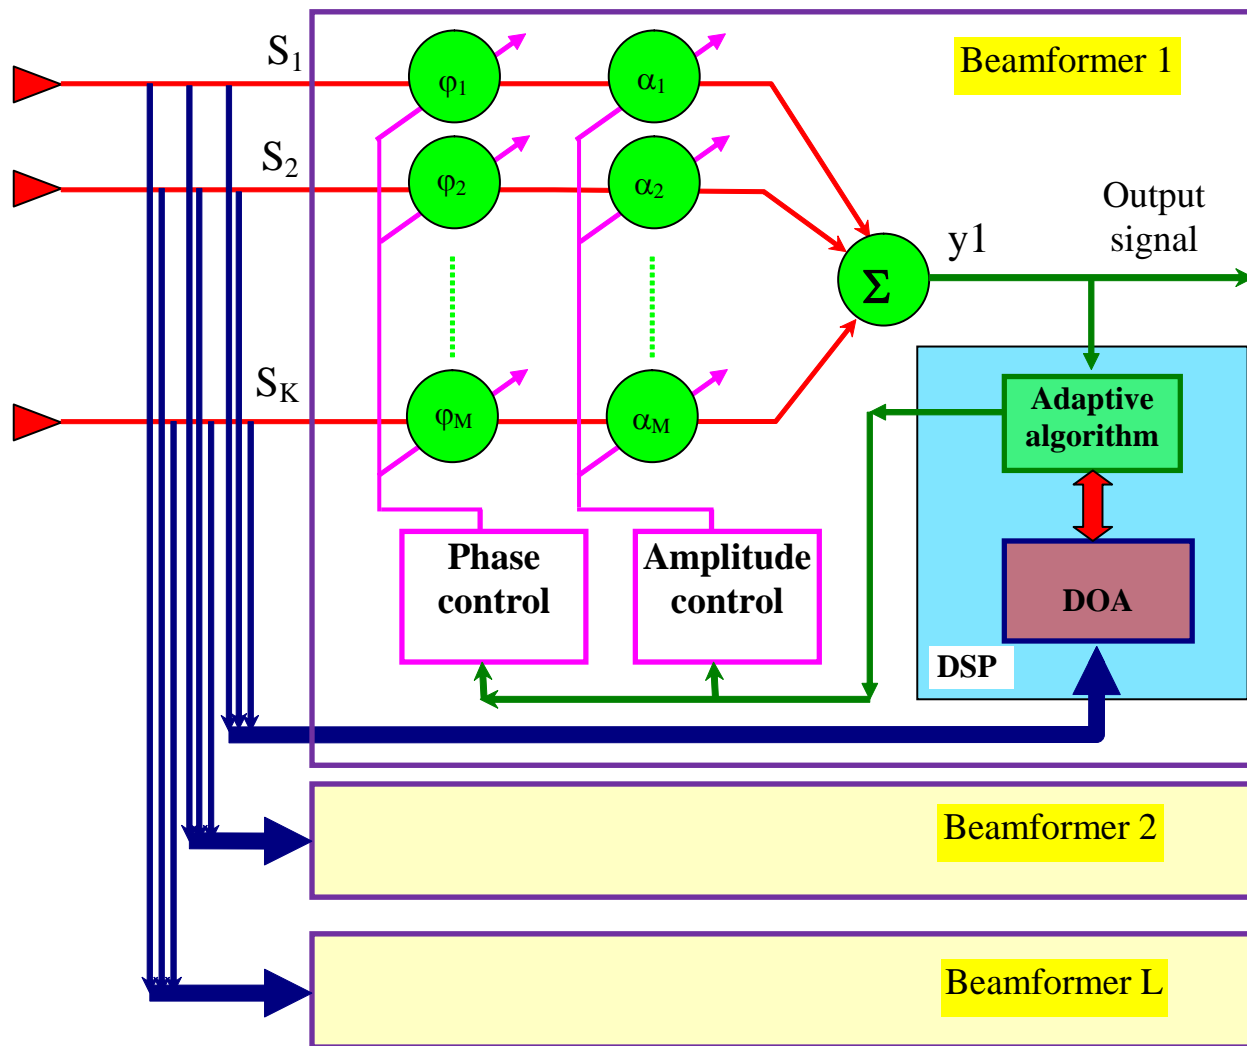 S1
φ1
α1
Beamformer 1
S2
φ2
α2
Output
signal
y1
Σ
SK
φM
αM
Adaptive
algorithm
Phase
control
Amplitude
control
DOA
DSP
Beamformer 2
Beamformer L